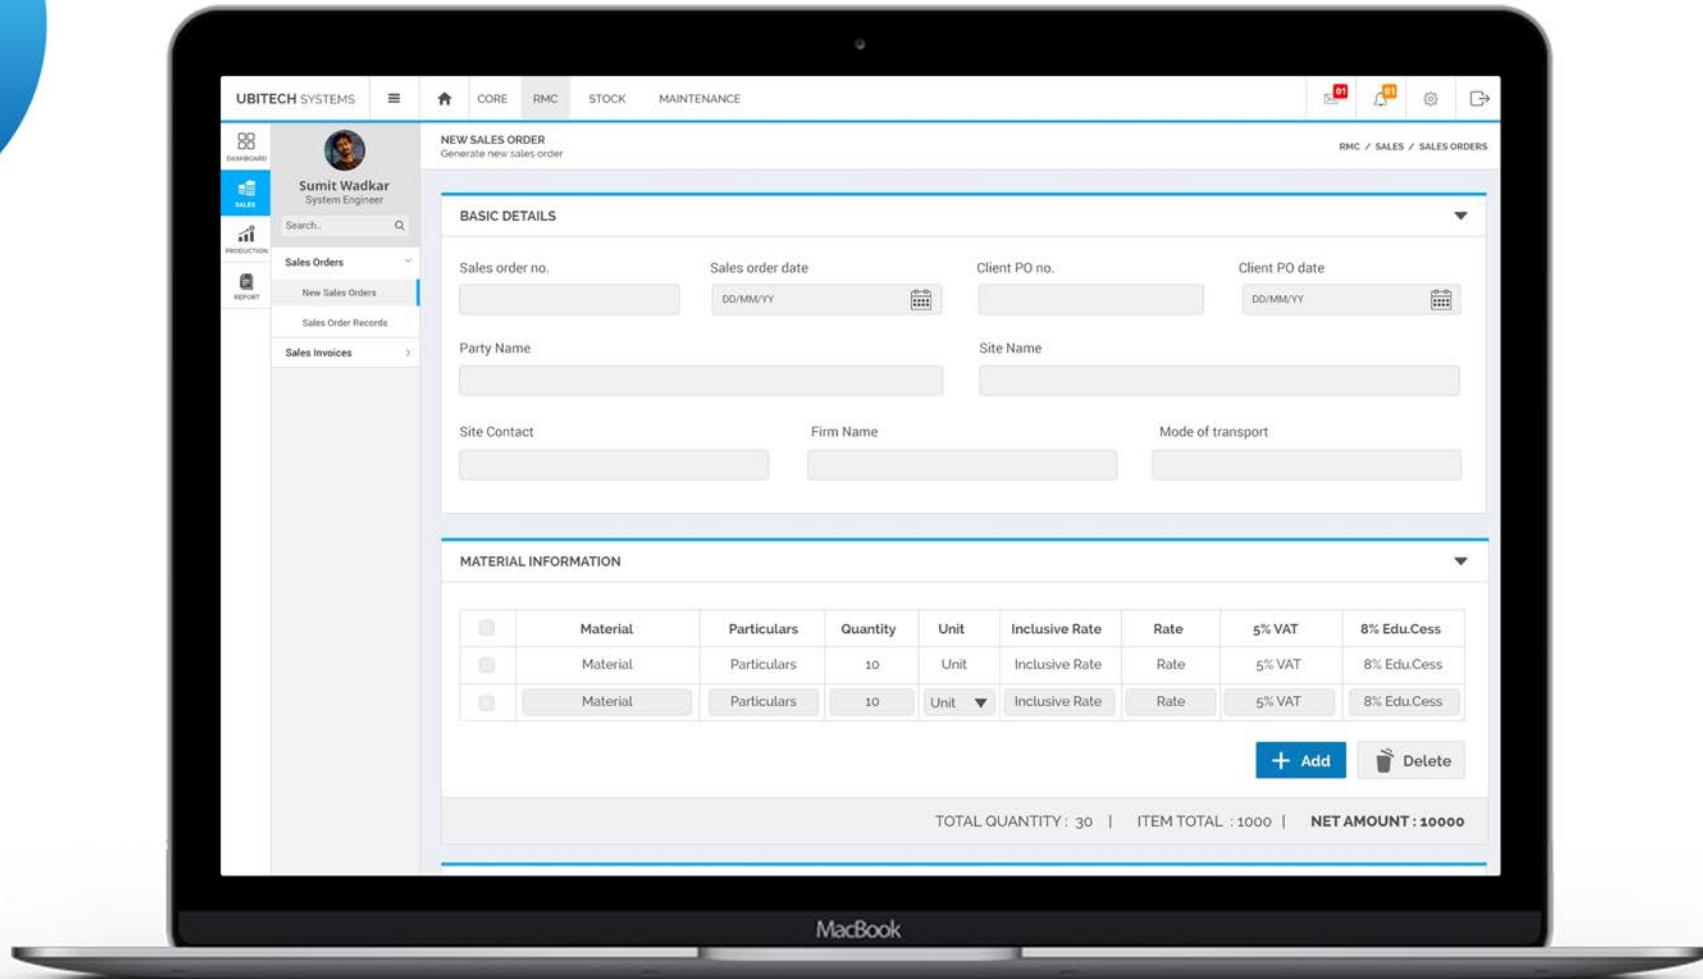 UBITECH SYSTEMS
CORE RMC STOCK MAINTENANCE
01 01
DASHBOARD
SALES
PRODUCTION
REPORT
Sumit Wadkar
System Engineer
Search..
Sales Orders
New Sales Orders
Sales Order Records
Sales Invoices
NEW SALES ORDER
Generate new sales order
RMC / SALES / SALES ORDERS
BASIC DETAILS
Sales order no. Sales order date Client PO no. Client PO date
DD/MM/YY DD/MM/YY
Party Name Site Name
Site Contact Firm Name Mode of transport
MATERIAL INFORMATION
Material Particulars Quantity Unit Inclusive Rate Rate 5% VAT 8% Edu.Cess
Material Particulars 10 Unit Inclusive Rate Rate 5% VAT 8% Edu.Cess
Material Particulars 10 Unit Inclusive Rate Rate 5% VAT 8% Edu.Cess
+ Add Delete
TOTAL QUANTITY : 30 | ITEM TOTAL : 1000 | NET AMOUNT : 10000
MacBook